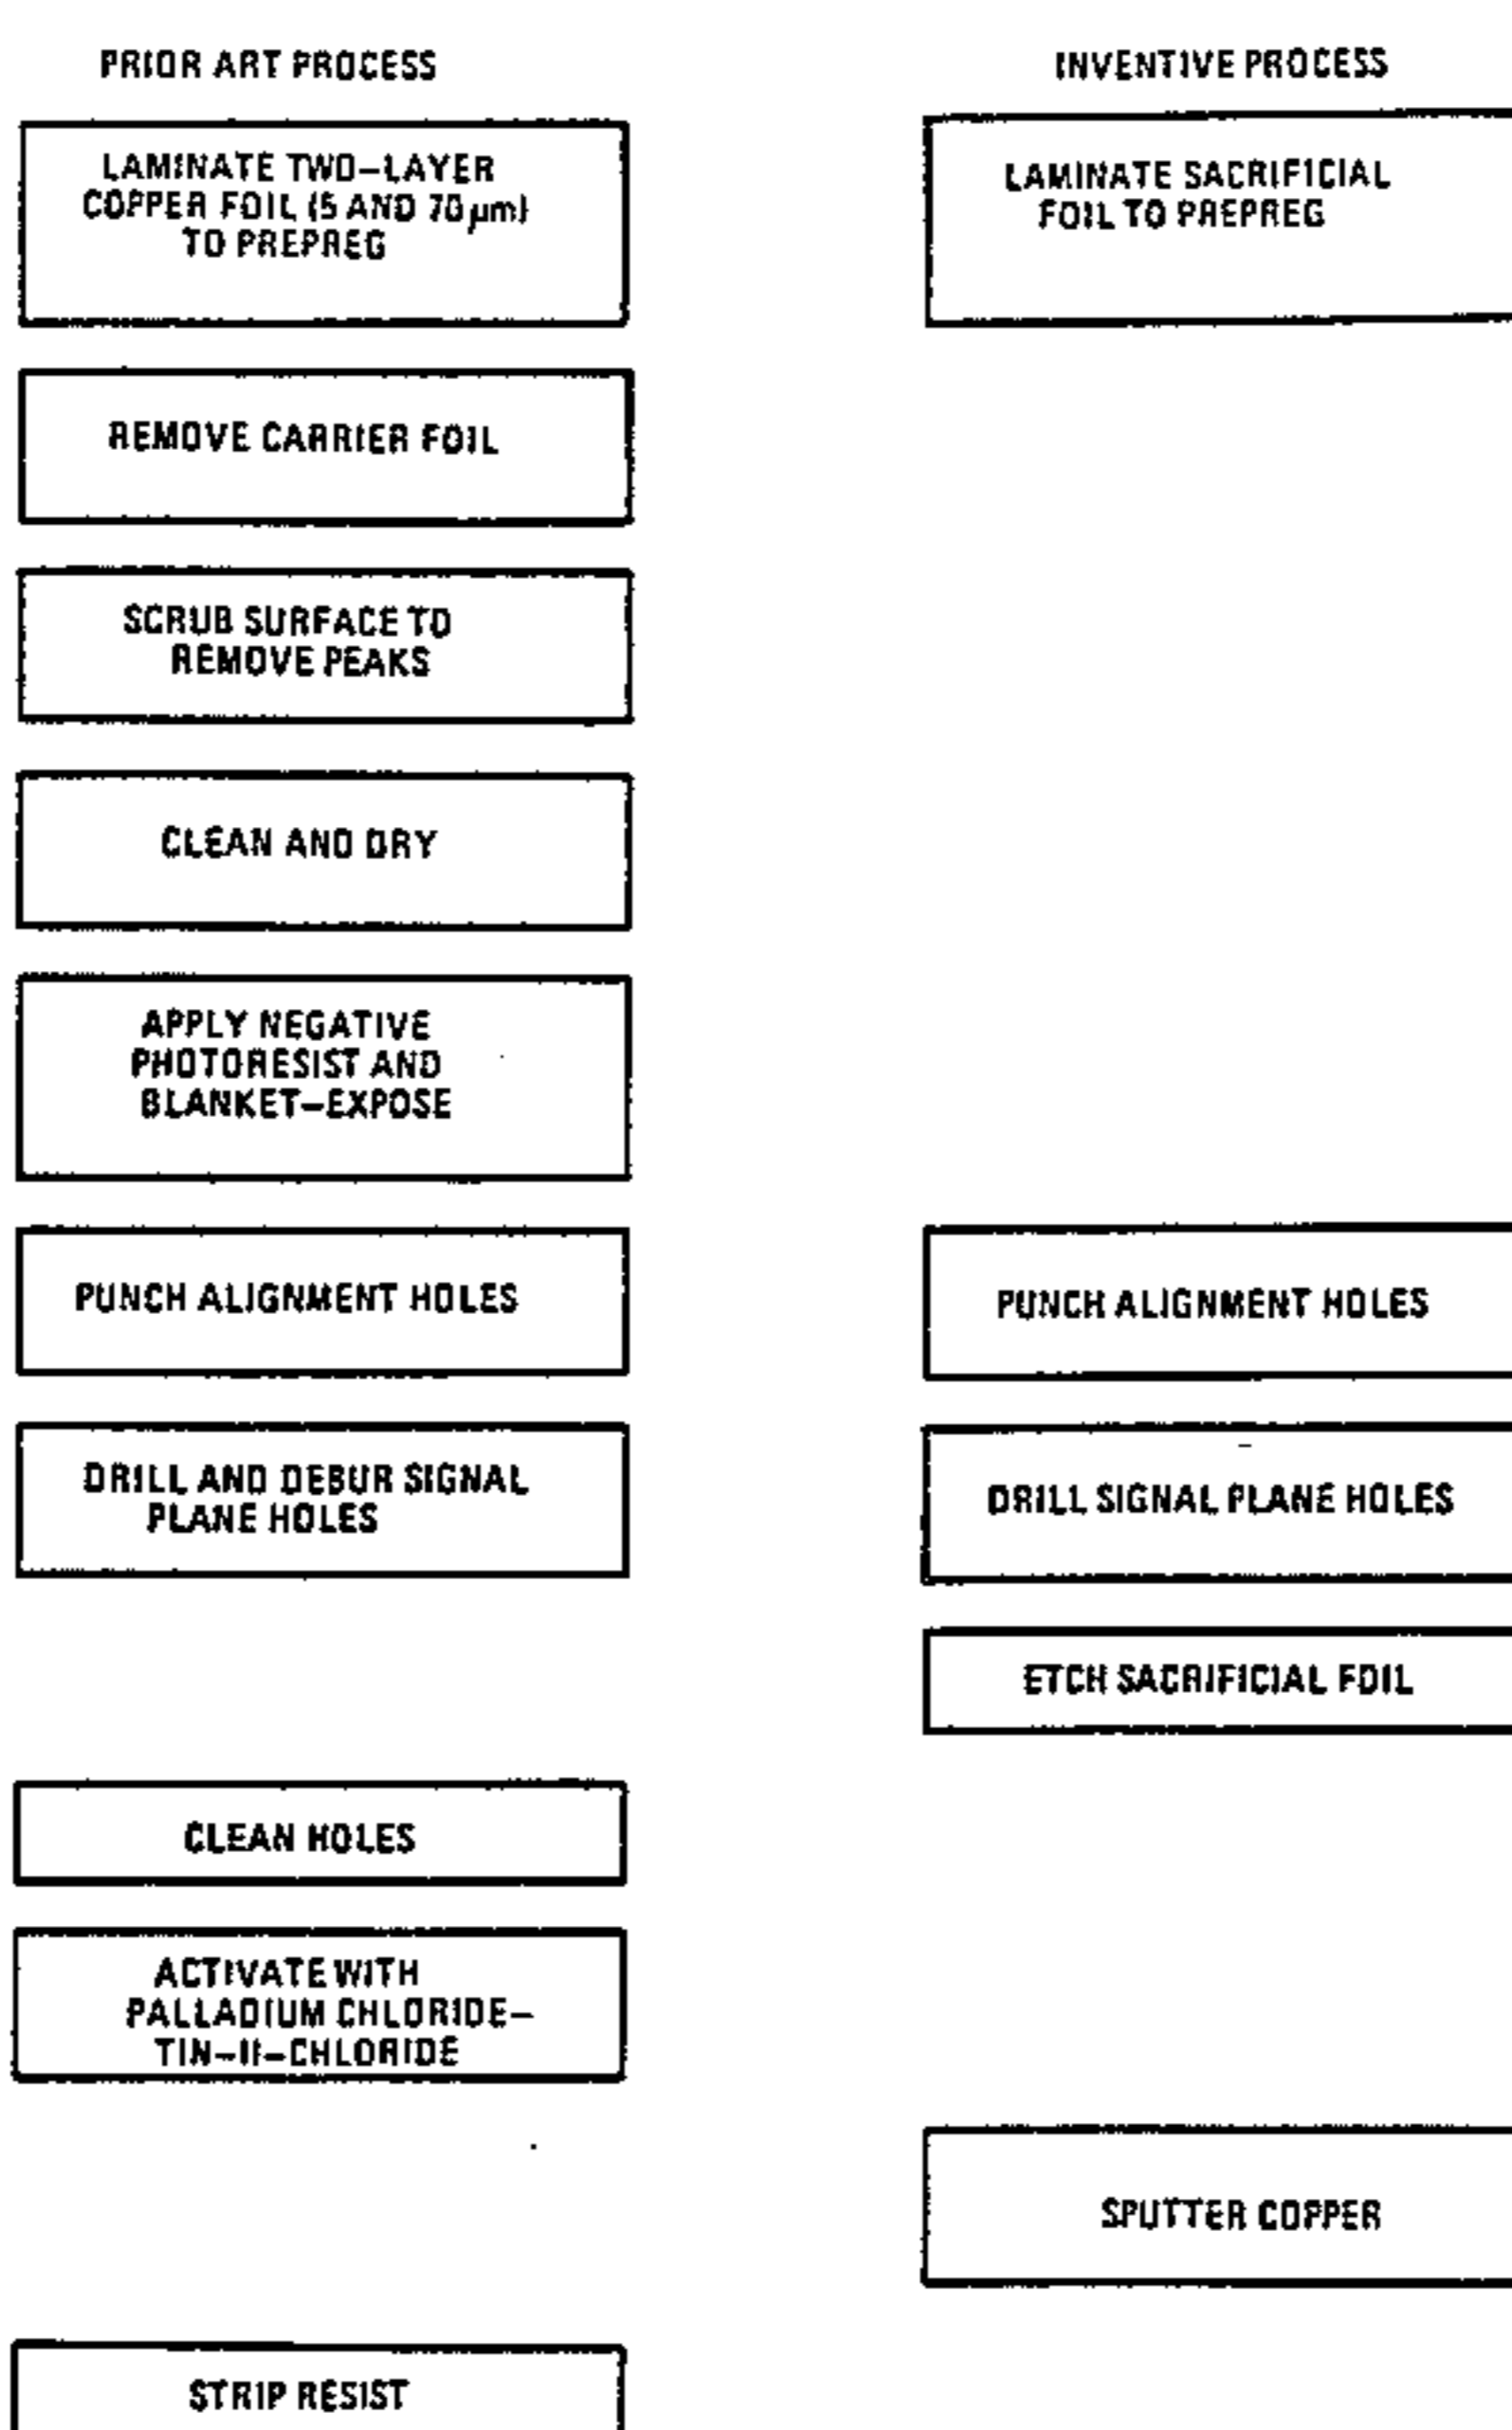 PRIOR ART PROCESS
LAMINATE TWO-LAYER
COPPER FOIL (5 AND 70 µm)
TO PREPREG
REMOVE CARRIER FOIL
SCRUB SURFACE TO
REMOVE PEAKS
CLEAN AND DRY
APPLY NEGATIVE
PHOTORESIST AND
BLANKET-EXPOSE
PUNCH ALIGNMENT HOLES
DRILL AND DEBUR SIGNAL
PLANE HOLES
CLEAN HOLES
ACTIVATE WITH
PALLADIUM CHLORIDE-
TIN-II-CHLORIDE
STRIP RESIST
INVENTIVE PROCESS
LAMINATE SACRIFICIAL
FOIL TO PREPREG
PUNCH ALIGNMENT HOLES
DRILL SIGNAL PLANE HOLES
ETCH SACRIFICIAL FOIL
SPUTTER COPPER